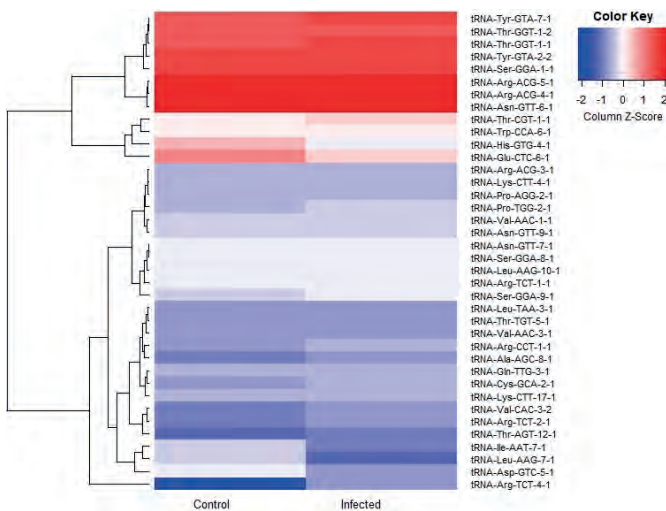 tRNA-Tyr-GTA-7-1
tRNA-Thr-GGT-1-2
tRNA-Thr-GGT-1-1
tRNA-Tyr-GTA-2-2
tRNA-Ser-GGA-1-1
tRNA-Arg-ACG-5-1
tRNA-Arg-ACG-4-1
tRNA-Asn-GTT-6-1
tRNA-Thr-CGT-1-1
tRNA-Trp-CCA-6-1
tRNA-His-GTG-4-1
tRNA-Glu-CTC-6-1
tRNA-Arg-ACG-3-1
tRNA-Lys-CTT-4-1
tRNA-Pro-AGG-2-1
tRNA-Pro-TGG-2-1
tRNA-Val-AAC-1-1
tRNA-Asn-GTT-9-1
tRNA-Asn-GTT-7-1
tRNA-Ser-GGA-8-1
tRNA-Leu-AAG-10-1
tRNA-Arg-TCT-1-1
tRNA-Ser-GGA-9-1
tRNA-Leu-TAA-3-1
tRNA-Thr-TGT-5-1
tRNA-Val-AAC-3-1
tRNA-Arg-CCT-1-1
tRNA-Ala-AGC-8-1
tRNA-Gln-TTG-3-1
tRNA-Cys-GCA-2-1
tRNA-Lys-CTT-17-1
tRNA-Val-CAC-3-2
tRNA-Arg-TCT-2-1
tRNA-Thr-AGT-12-1
tRNA-Ile-AAT-7-1
tRNA-Leu-AAG-7-1
tRNA-Asp-GTC-5-1
tRNA-Arg-TCT-4-1
Control Infected
Color Key
-2 -1 0 1 2
Column Z-Score